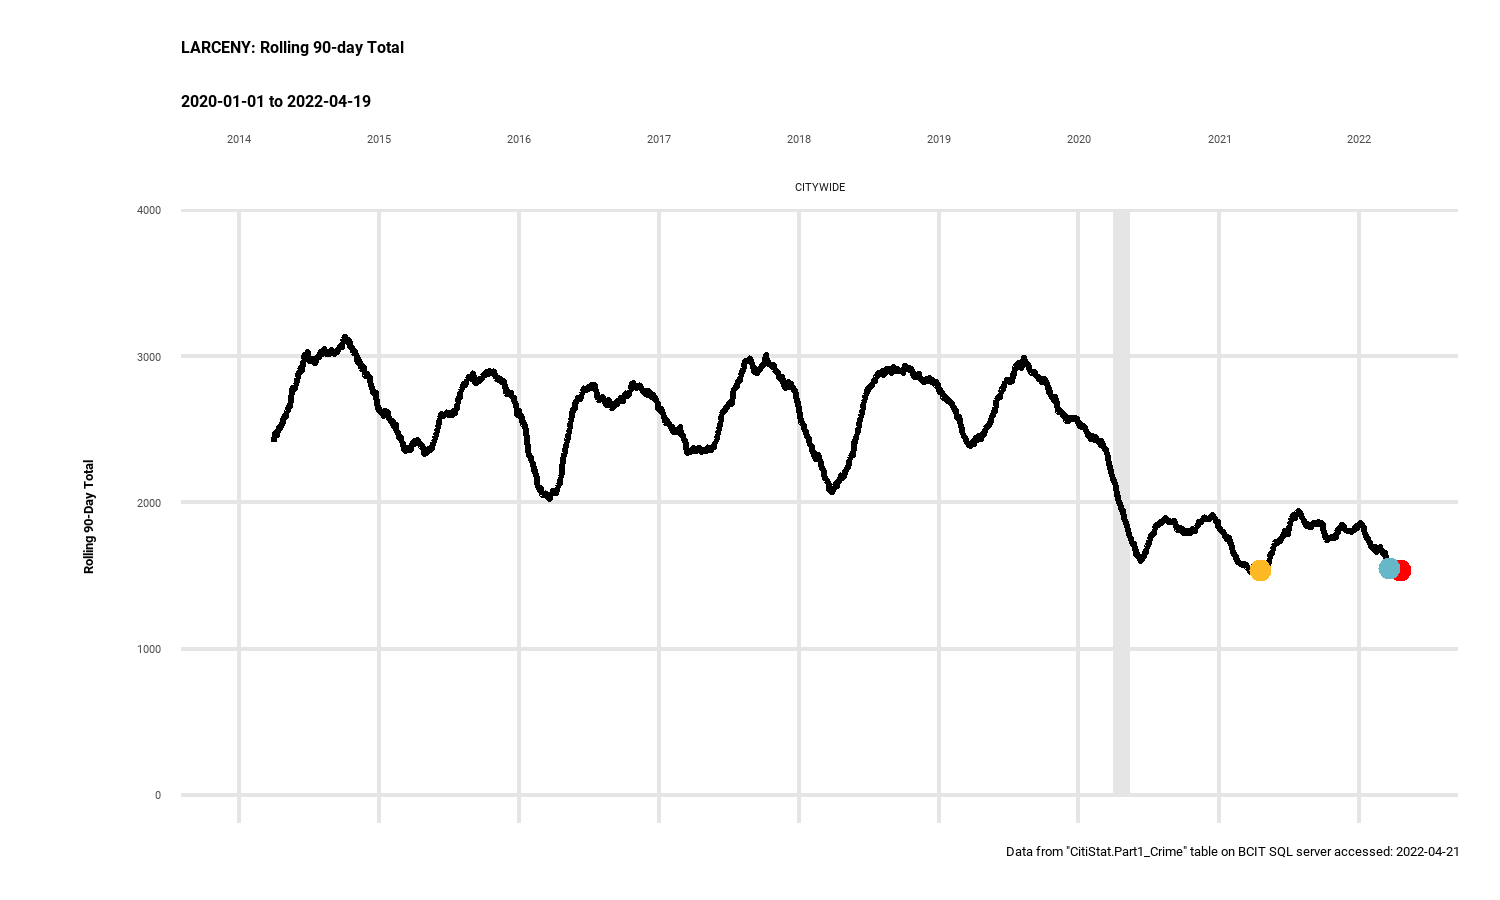 LARCENY: Rolling 90-day Total
2020-01-01 to 2022-04-19
2014 2015 2016 2017 2018 2019 2020 2021 2022
CITYWIDE
4000
3000
2000
1000
0
Rolling 90-Day Total
Data from "CitiStat.Part1_Crime" table on BCIT SQL server accessed: 2022-04-21